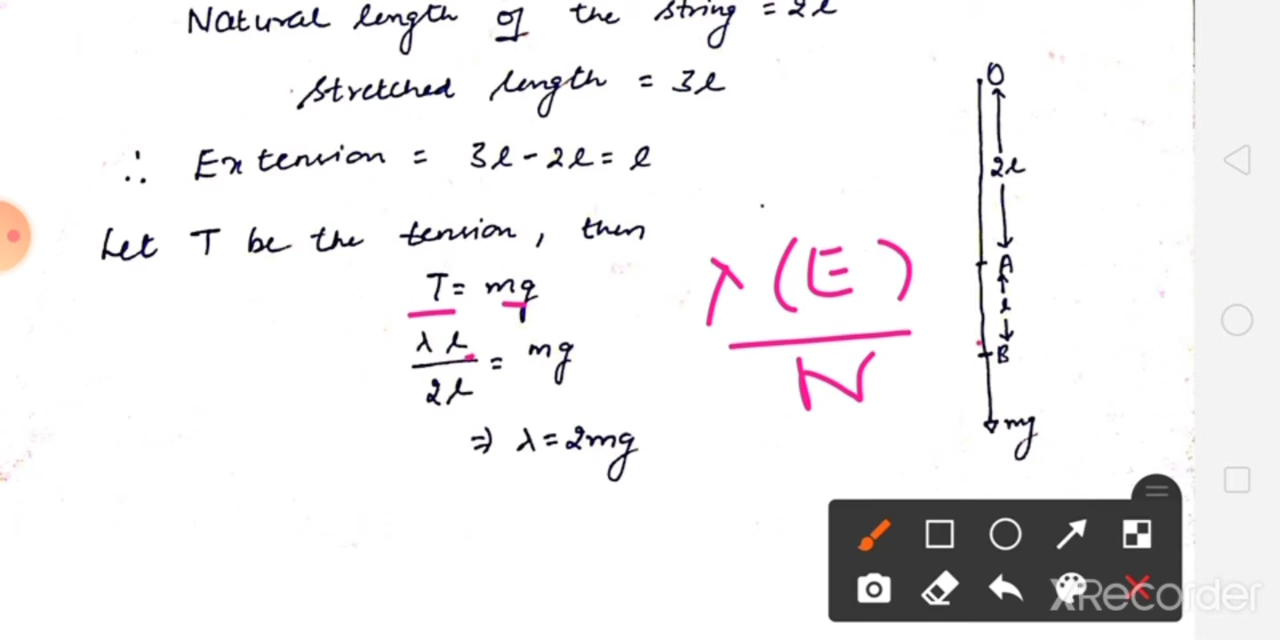 Natural length of the string = 2l
Stretched length = 3l
∴ Extension = 3l - 2l = l
Let T be the tension, then
T = mg
λl/2l = mg
⇒ λ = 2mg
λ(E)/N
O
2l
A
l
B
mg
XRecorder